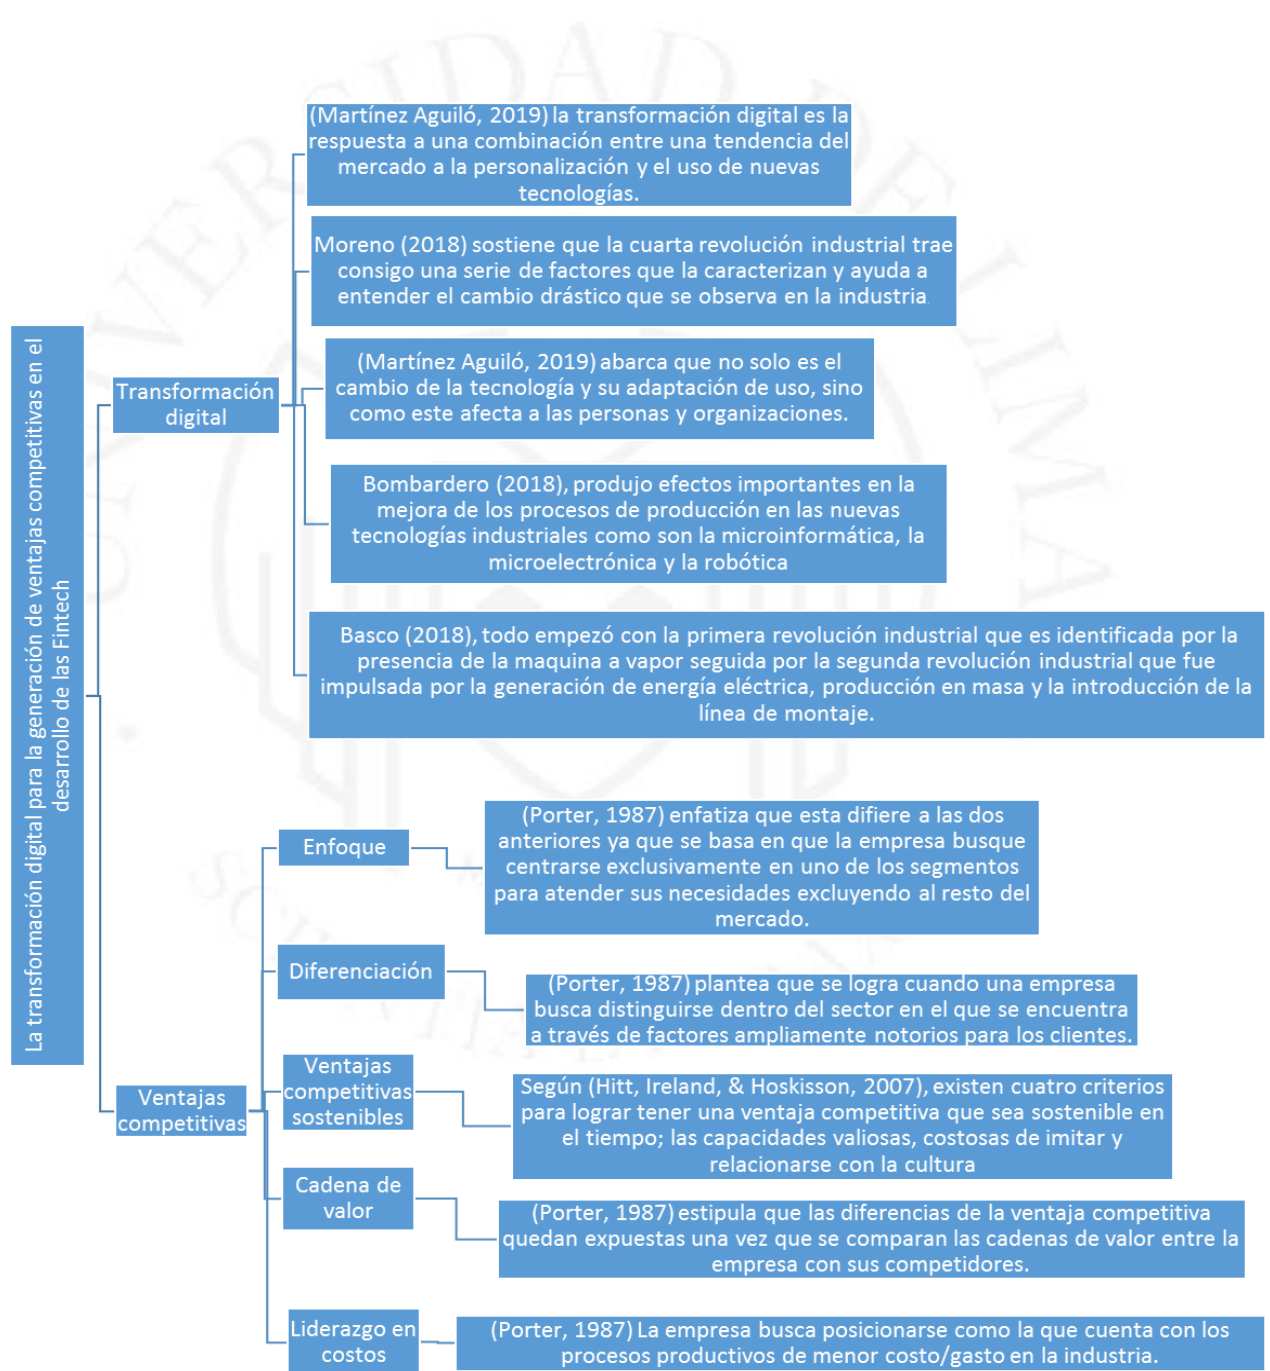 La transformación digital para la generación de ventajas competitivas en el
desarrollo de las Fintech
Transformación
digital
(Martínez Aguiló, 2019) la transformación digital es la
respuesta a una combinación entre una tendencia del
mercado a la personalización y el uso de nuevas
tecnologías.
Moreno (2018) sostiene que la cuarta revolución industrial trae
consigo una serie de factores que la caracterizan y ayuda a
entender el cambio drástico que se observa en la industria.
(Martínez Aguiló, 2019) abarca que no solo es el
cambio de la tecnología y su adaptación de uso, sino
como este afecta a las personas y organizaciones.
Bombardero (2018), produjo efectos importantes en la
mejora de los procesos de producción en las nuevas
tecnologías industriales como son la microinformática, la
microelectrónica y la robótica
Basco (2018), todo empezó con la primera revolución industrial que es identificada por la
presencia de la maquina a vapor seguida por la segunda revolución industrial que fue
impulsada por la generación de energía eléctrica, producción en masa y la introducción de la
línea de montaje.
Ventajas
competitivas
Enfoque
(Porter, 1987) enfatiza que esta difiere a las dos
anteriores ya que se basa en que la empresa busque
centrarse exclusivamente en uno de los segmentos
para atender sus necesidades excluyendo al resto del
mercado.
Diferenciación
(Porter, 1987) plantea que se logra cuando una empresa
busca distinguirse dentro del sector en el que se encuentra
a través de factores ampliamente notorios para los clientes.
Ventajas
competitivas
sostenibles
Según (Hitt, Ireland, & Hoskisson, 2007), existen cuatro criterios
para lograr tener una ventaja competitiva que sea sostenible en
el tiempo; las capacidades valiosas, costosas de imitar y
relacionarse con la cultura
Cadena de
valor
(Porter, 1987) estipula que las diferencias de la ventaja competitiva
quedan expuestas una vez que se comparan las cadenas de valor entre la
empresa con sus competidores.
Liderazgo en
costos
(Porter, 1987) La empresa busca posicionarse como la que cuenta con los
procesos productivos de menor costo/gasto en la industria.
UNIVERSIDAD DE LIMA